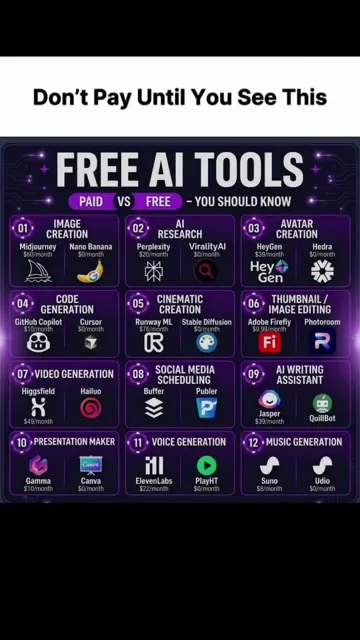 Don't Pay Until You See This
FREE AI TOOLS
PAID VS FREE – YOU SHOULD KNOW
01 IMAGE CREATION
Midjourney Nano Banana
$60/month $0/month
02 AI RESEARCH
Perplexity ViralityAI
$20/month $0/month
03 AVATAR CREATION
HeyGen Hedra
$39/month $0/month
HeyGen
04 CODE GENERATION
GitHub Copilot Cursor
$10/month $0/month
05 CINEMATIC CREATION
Runway ML Stable Diffusion
$76/month $0/month
06 THUMBNAIL / IMAGE EDITING
Adobe Firefly Photoroom
$9.99/month $0/month
Fi
07 VIDEO GENERATION
Higgsfield Hailuo
$49/month
08 SOCIAL MEDIA SCHEDULING
Buffer Publer
09 AI WRITING ASSISTANT
Jasper QuillBot
$39/month
10 PRESENTATION MAKER
Canva
Gamma Canva
$10/month $0/month
11 VOICE GENERATION
ElevenLabs PlayHT
$22/month $0/month
12 MUSIC GENERATION
Suno Udio
$8/month $0/month